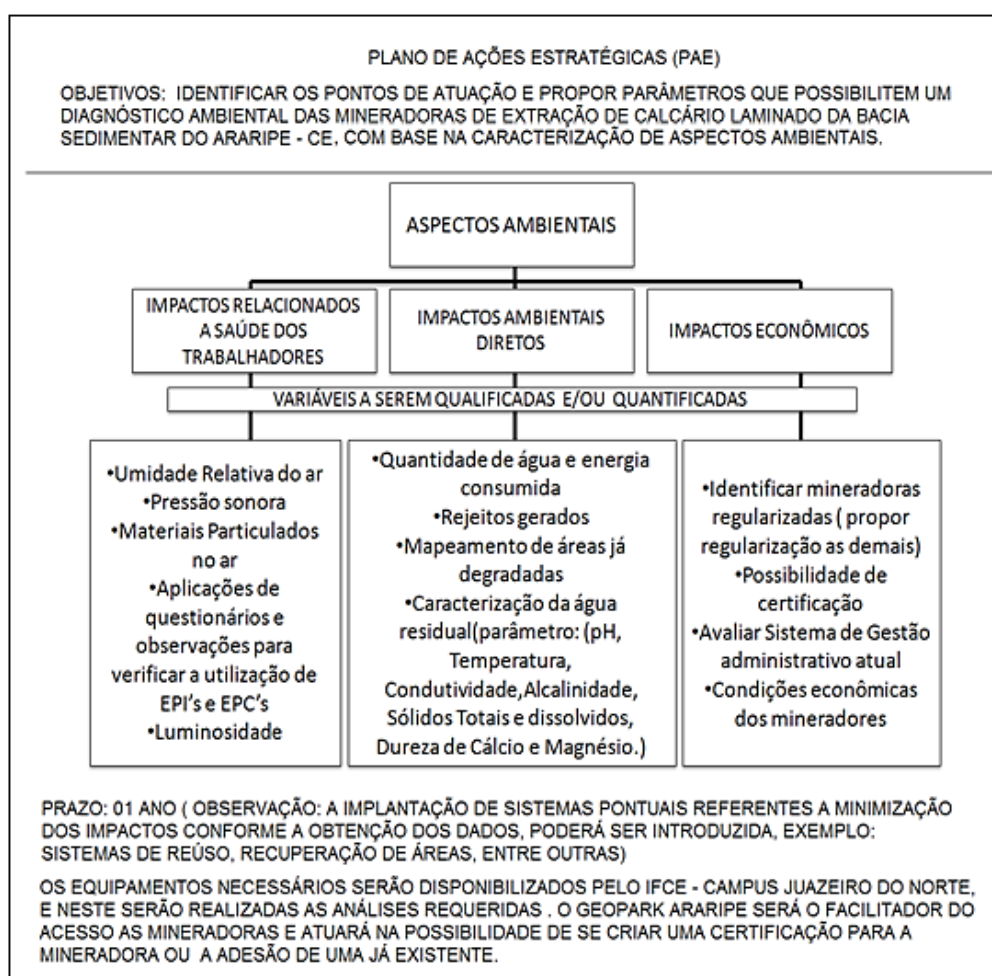 PLANO DE AÇÕES ESTRATÉGICAS (PAE)
OBJETIVOS: IDENTIFICAR OS PONTOS DE ATUAÇÃO E PROPOR PARÂMETROS QUE POSSIBILITEM UM
DIAGNÓSTICO AMBIENTAL DAS MINERADORAS DE EXTRAÇÃO DE CALCÁRIO LAMINADO DA BACIA
SEDIMENTAR DO ARARIPE - CE, COM BASE NA CARACTERIZAÇÃO DE ASPECTOS AMBIENTAIS.
ASPECTOS AMBIENTAIS
IMPACTOS RELACIONADOS
A SAÚDE DOS
TRABALHADORES
IMPACTOS AMBIENTAIS
DIRETOS
IMPACTOS ECONÔMICOS
VARIÁVEIS A SEREM QUALIFICADAS E/OU QUANTIFICADAS
•Umidade Relativa do ar
•Pressão sonora
•Materiais Particulados
no ar
•Aplicações de
questionários e
observações para
verificar a utilização de
EPI's e EPC's
•Luminosidade
•Quantidade de água e energia
consumida
•Rejeitos gerados
•Mapeamento de áreas já
degradadas
•Caracterização da água
residual(parâmetro: (pH,
Temperatura,
Condutividade,Alcalinidade,
Sólidos Totais e dissolvidos,
Dureza de Cálcio e Magnésio.)
•Identificar mineradoras
regularizadas ( propor
regularização as demais)
•Possibilidade de
certificação
•Avaliar Sistema de Gestão
administrativo atual
•Condições econômicas
dos mineradores
PRAZO: 01 ANO ( OBSERVAÇÃO: A IMPLANTAÇÃO DE SISTEMAS PONTUAIS REFERENTES A MINIMIZAÇÃO
DOS IMPACTOS CONFORME A OBTENÇÃO DOS DADOS, PODERÁ SER INTRODUZIDA, EXEMPLO:
SISTEMAS DE REÚSO, RECUPERAÇÃO DE ÁREAS, ENTRE OUTRAS)
OS EQUIPAMENTOS NECESSÁRIOS SERÃO DISPONIBILIZADOS PELO IFCE - CAMPUS JUAZEIRO DO NORTE,
E NESTE SERÃO REALIZADAS AS ANÁLISES REQUERIDAS . O GEOPARK ARARIPE SERÁ O FACILITADOR DO
ACESSO AS MINERADORAS E ATUARÁ NA POSSIBILIDADE DE SE CRIAR UMA CERTIFICAÇÃO PARA A
MINERADORA OU A ADESÃO DE UMA JÁ EXISTENTE.